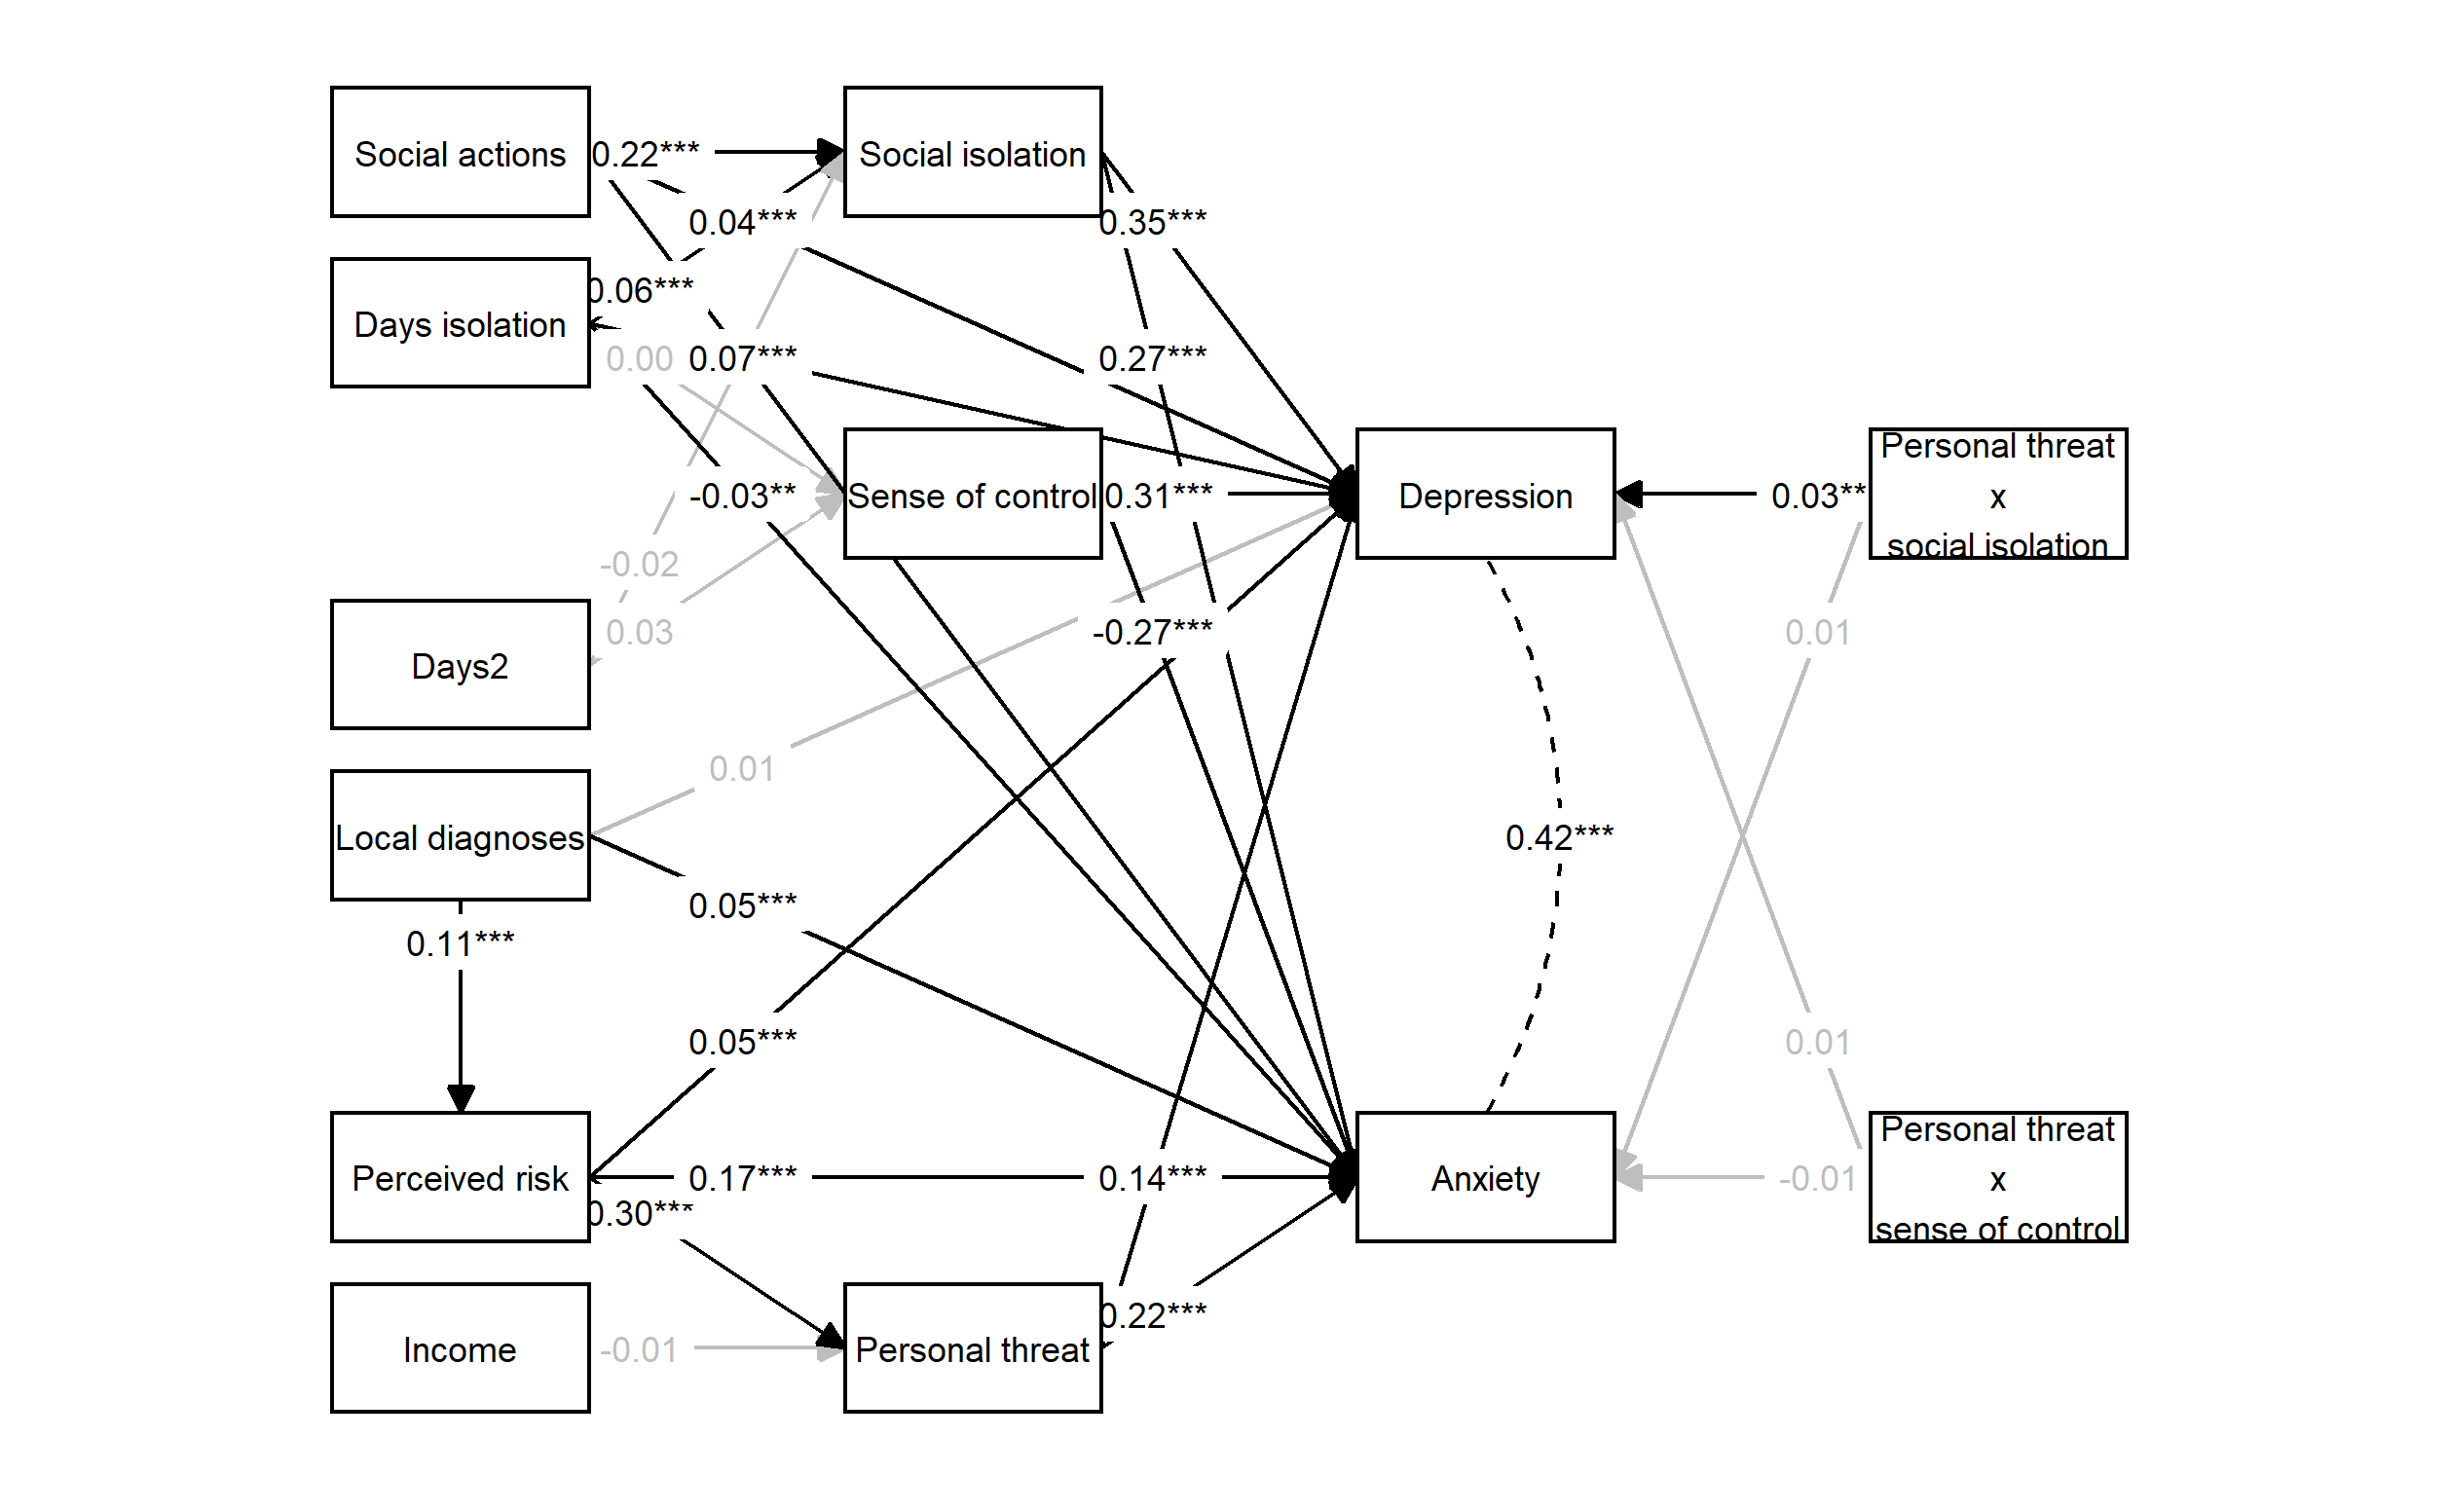 Social actions
0.22***
Social isolation
0.04***
0.35***
0.06***
Days isolation
0.00
0.07***
0.27***
Personal threat
x
social isolation
-0.03**
Sense of control
0.31***
Depression
0.03**
-0.02
0.03
-0.27***
0.01
Days2
0.01
Local diagnoses
0.42***
0.05***
0.11***
0.05***
0.01
Personal threat
x
sense of control
Perceived risk
0.17***
0.14***
Anxiety
-0.01
0.30***
0.22***
Income
-0.01
Personal threat